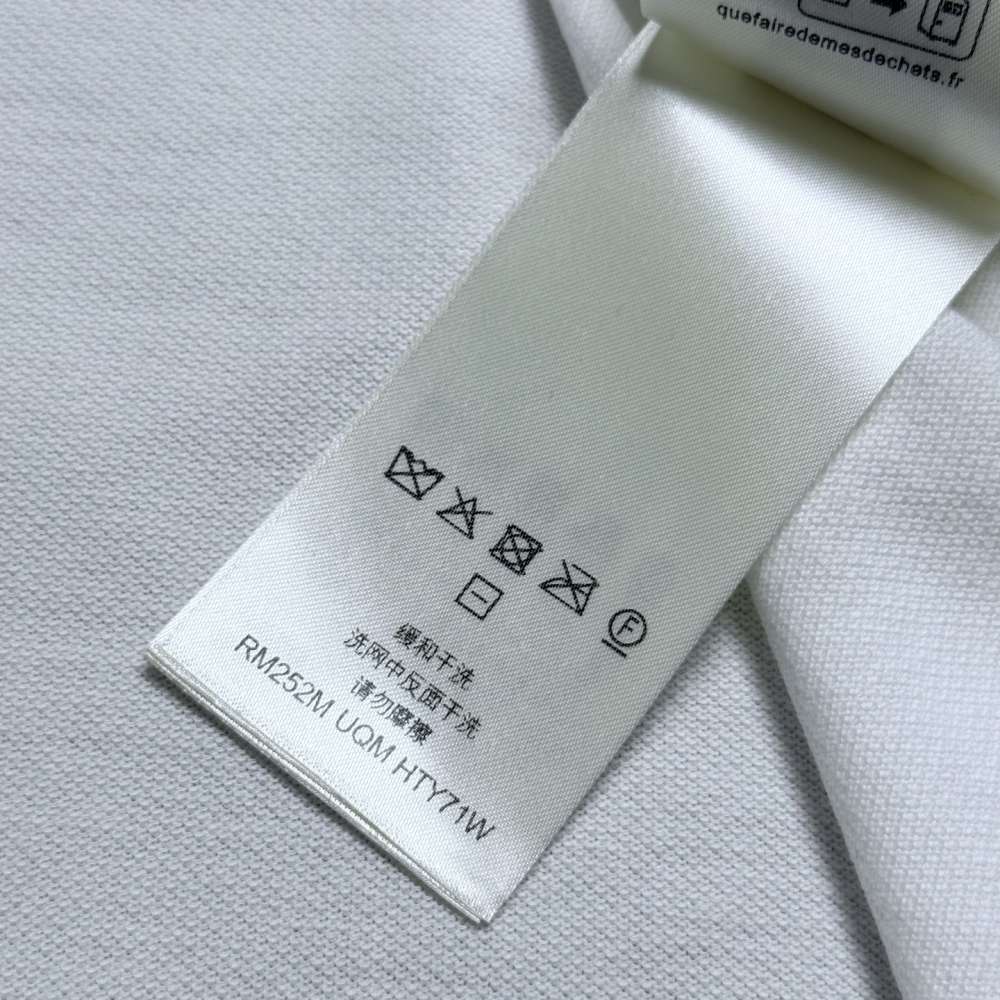 quefairedemesdechets.fr
F
缓和干洗
洗网中反面干洗
请勿摩擦
RM252M UQM HTY71W